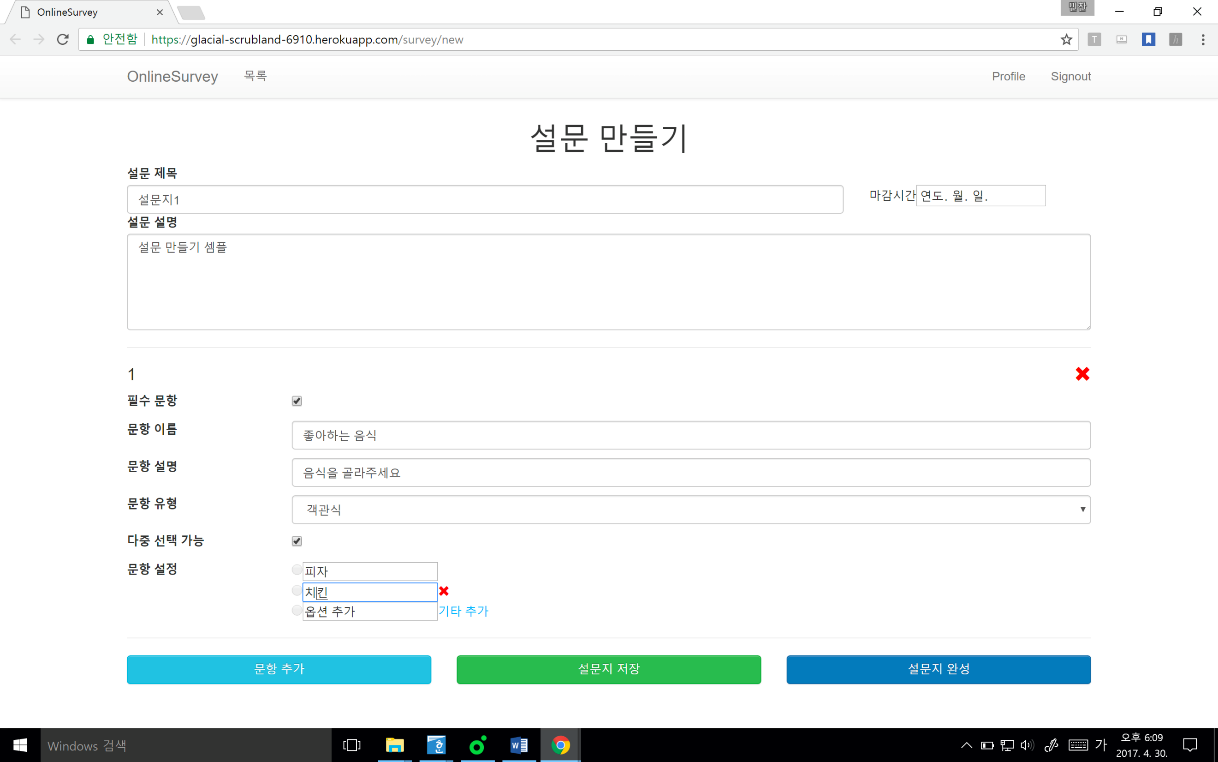 OnlineSurvey
안전함 https://glacial-scrubland-6910.herokuapp.com/survey/new
OnlineSurvey 목록 Profile Signout
설문 만들기
설문 제목
설문지1 마감시간 연도. 월. 일.
설문 설명
설문 만들기 샘플
1
필수 문항
문항 이름 좋아하는 음식
문항 설명 음식을 골라주세요
문항 유형 객관식
다중 선택 가능
문항 설정 피자
치킨
옵션 추가 기타 추가
문항 추가 설문지 저장 설문지 완성
Windows 검색 가 오후 6:09
2017. 4. 30.